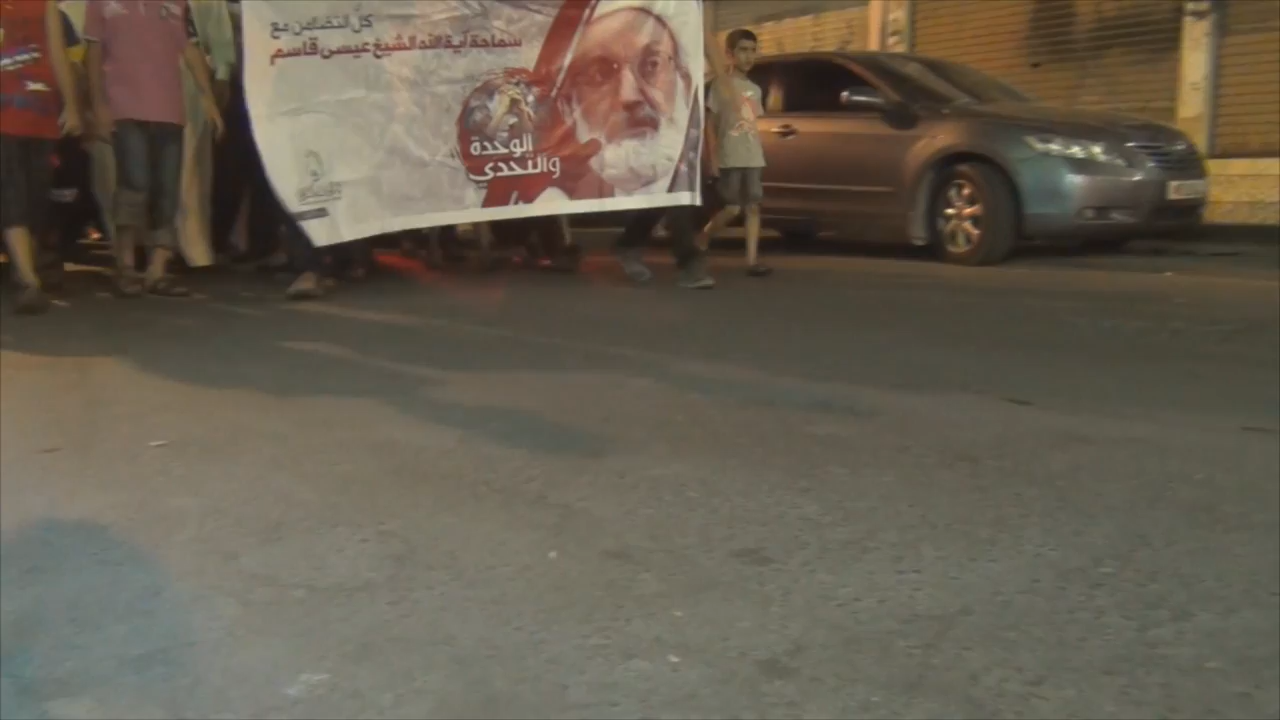 كل التضامن مع
سماحة آية الله الشيخ عيسى قاسم
الوحدة
والتحدي